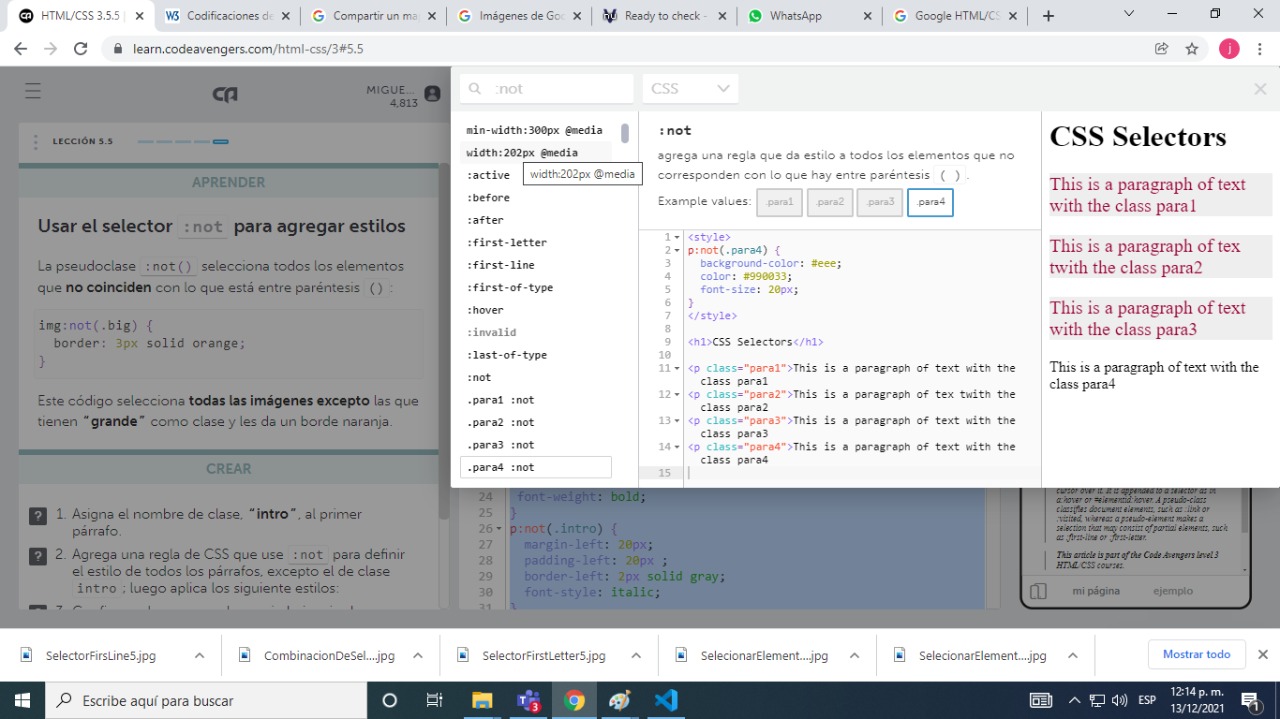 HTML/CSS 3.5.5
Codificaciones de
Compartir un ma
Imágenes de Goo
Ready to check -
WhatsApp
Google HTML/CS
learn.codeavengers.com/html-css/3#5.5
j
MIGUE...
4,813
LECCIÓN 5.5
APRENDER
Usar el selector :not para agregar estilos
La pseudoclase :not() selecciona todos los elementos
que no coinciden con lo que está entre paréntesis () :
img:not(.big) {
border: 3px solid orange;
}
Este código selecciona todas las imágenes excepto las que
tienen "grande" como clase y les da un borde naranja.
CREAR
? 1. Asigna el nombre de clase, "intro", al primer
párrafo.
? 2. Agrega una regla de CSS que use :not para definir
el estilo de todos los párrafos, excepto el de clase
intro ; luego aplica los siguiente estilos:
:not
CSS
min-width:300px @media
width:202px @media
width:202px @media
:active
:before
:after
:first-letter
:first-line
:first-of-type
:hover
:invalid
:last-of-type
:not
.para1 :not
.para2 :not
.para3 :not
.para4 :not
:not
agrega una regla que da estilo a todos los elementos que no
corresponden con lo que hay entre paréntesis ( ) .
Example values: .para1 .para2 .para3 .para4
1 <style>
2 p:not(.para4) {
3 background-color: #eee;
4 color: #990033;
5 font-size: 20px;
6 }
7 </style>
8
9 <h1>CSS Selectors</h1>
10
11 <p class="para1">This is a paragraph of text with the
class para1
12 <p class="para2">This is a paragraph of tex twith the
class para2
13 <p class="para3">This is a paragraph of text with the
class para3
14 <p class="para4">This is a paragraph of text with the
class para4
15
CSS Selectors
This is a paragraph of text
with the class para1
This is a paragraph of tex
twith the class para2
This is a paragraph of text
with the class para3
This is a paragraph of text with the
class para4
24 font-weight: bold;
25 }
26 p:not(.intro) {
27 margin-left: 20px;
28 padding-left: 20px ;
29 border-left: 2px solid gray;
30 font-style: italic;
31 }
cursor over it. It is appended to a selector as in
a:hover or #elementid:hover. A pseudo-class
classifies document elements, such as :link or
:visited, whereas a pseudo-element makes a
selection that may consist of partial elements, such
as :first-line or :first-letter.
This article is part of the Code Avengers level 3
HTML/CSS courses.
mi página
ejemplo
SelectorFirsLine5.jpg
CombinacionDeSel....jpg
SelectorFirstLetter5.jpg
SelecionarElement....jpg
SelecionarElement....jpg
Mostrar todo
Escribe aquí para buscar
3
ESP
12:14 p. m.
13/12/2021
1